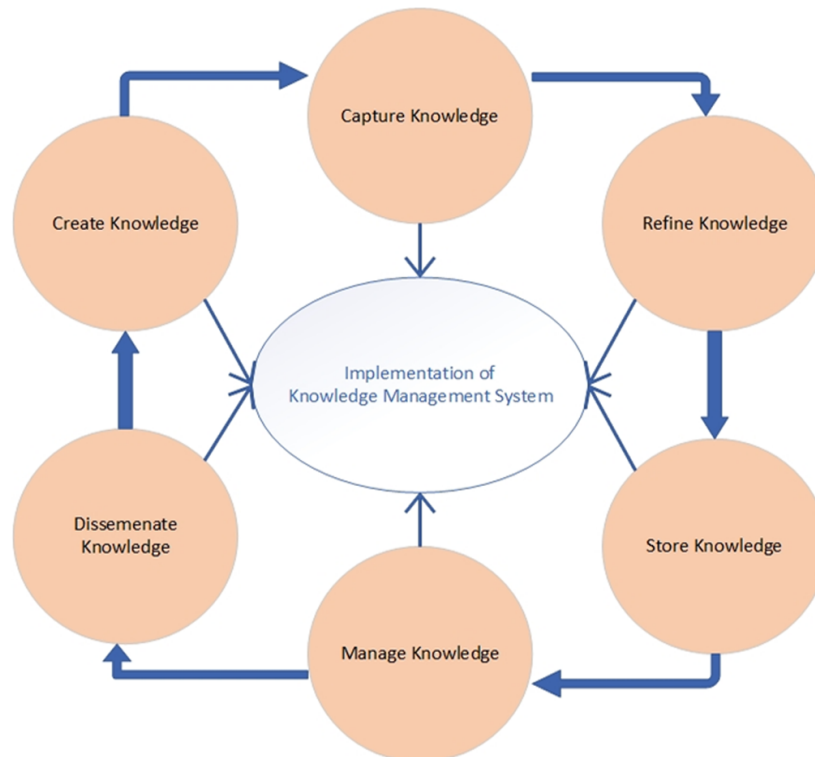 Capture Knowledge
Create Knowledge
Refine Knowledge
Implementation of
Knowledge Management System
Dissemenate
Knowledge
Store Knowledge
Manage Knowledge